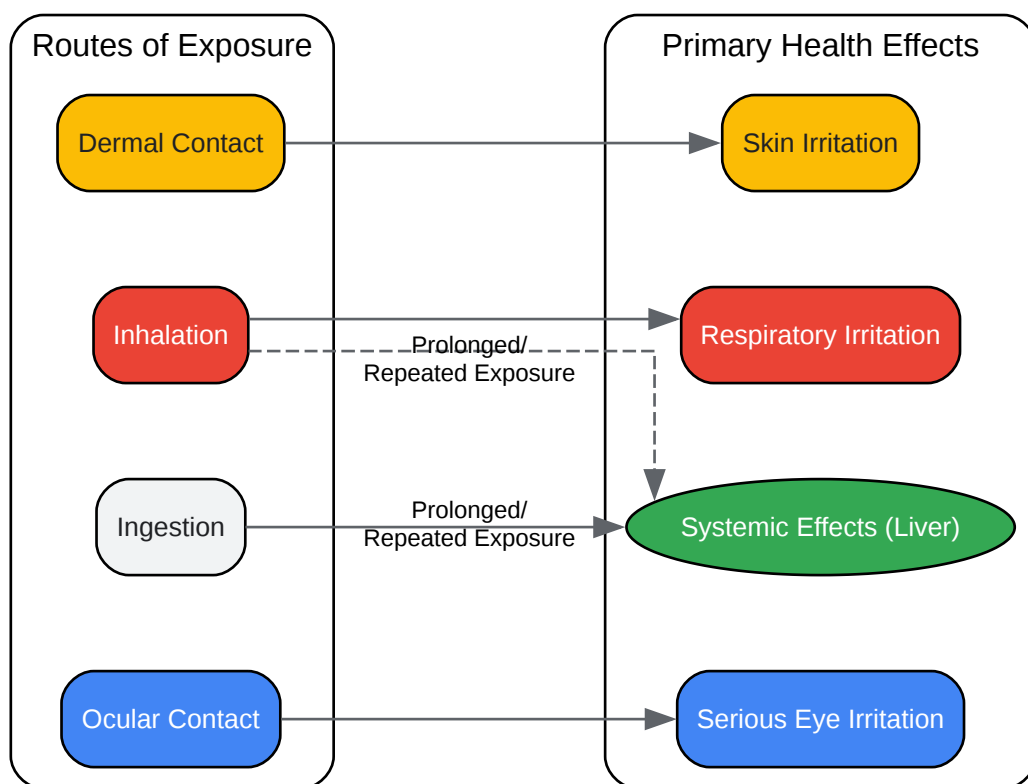 Routes of Exposure
Primary Health Effects
Dermal Contact
Skin Irritation
Inhalation
Prolonged/
Repeated Exposure
Respiratory Irritation
Ingestion
Prolonged/
Repeated Exposure
Systemic Effects (Liver)
Ocular Contact
Serious Eye Irritation